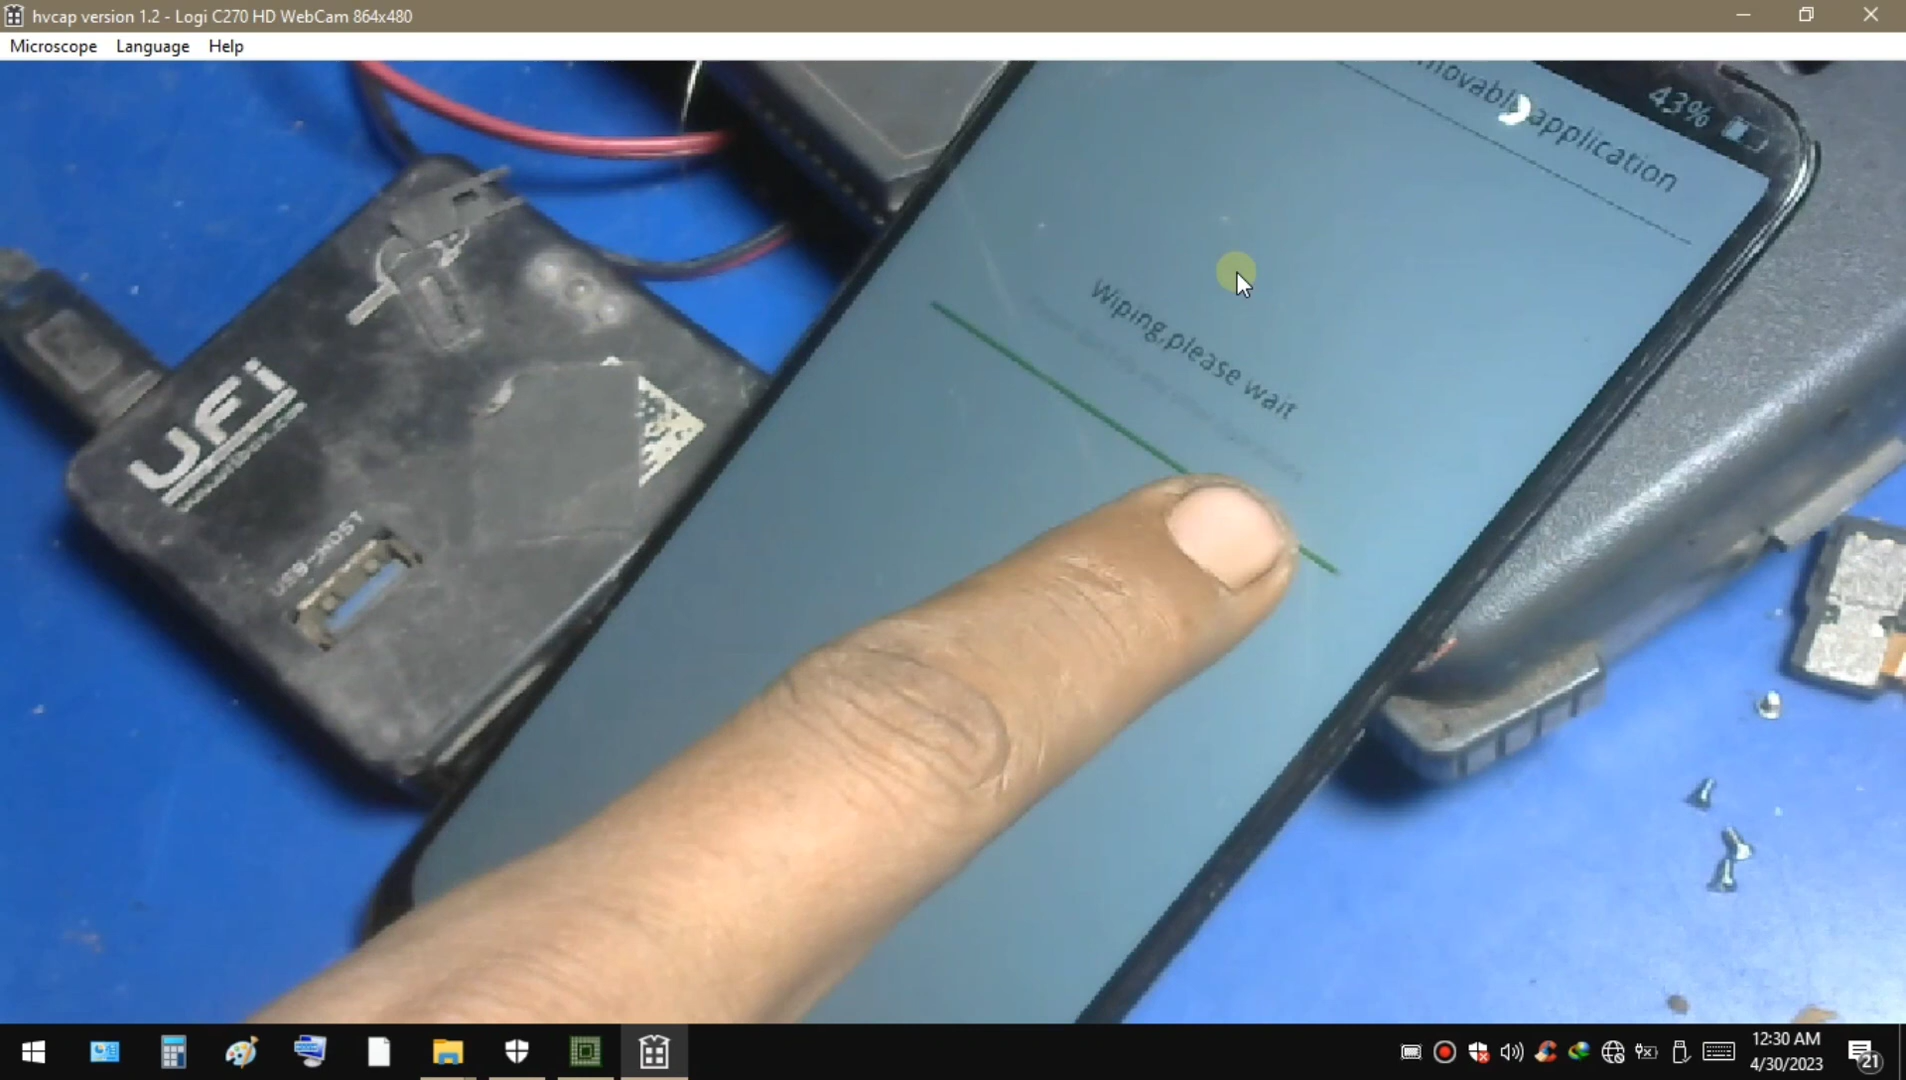 hvcap version 1.2 - Logi C270 HD WebCam 864x480
Microscope Language Help
43%
application
Wiping,please wait
UFi
USB-HOST
12:30 AM
4/30/2023
21